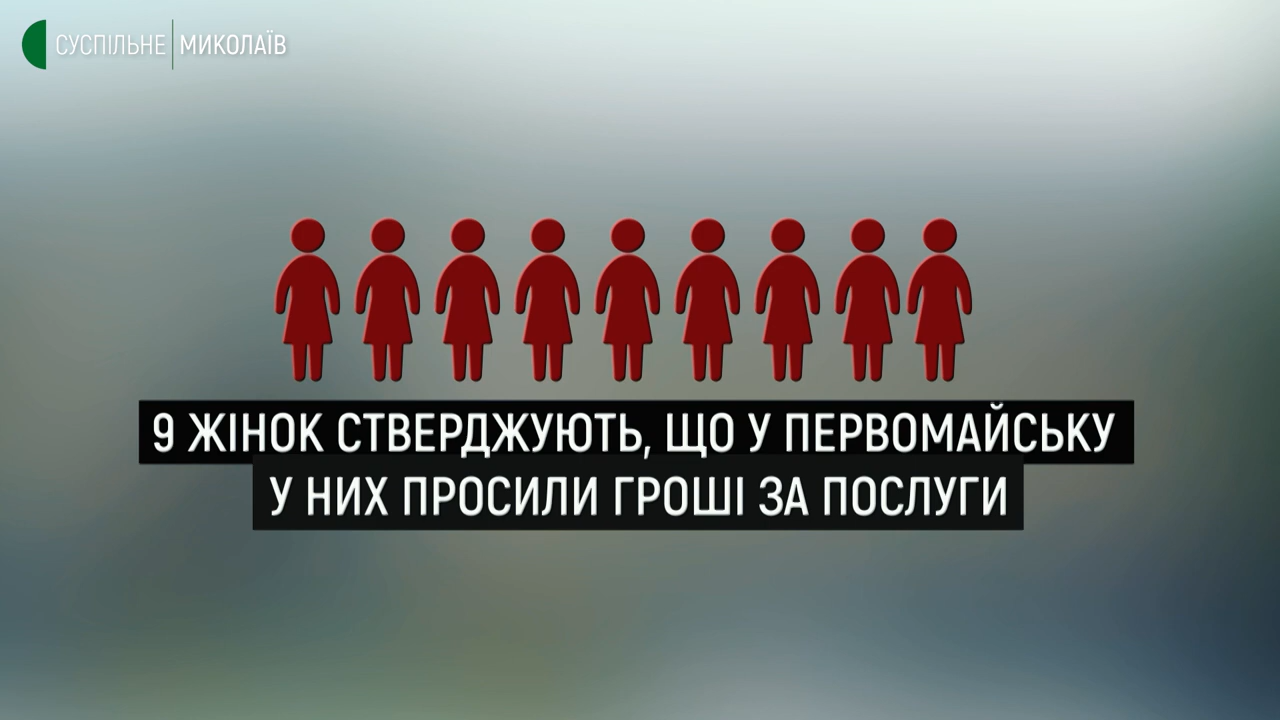 СУСПІЛЬНЕ МИКОЛАЇВ
9 ЖІНОК СТВЕРДЖУЮТЬ, ЩО У ПЕРВОМАЙСЬКУ
У НИХ ПРОСИЛИ ГРОШІ ЗА ПОСЛУГИ